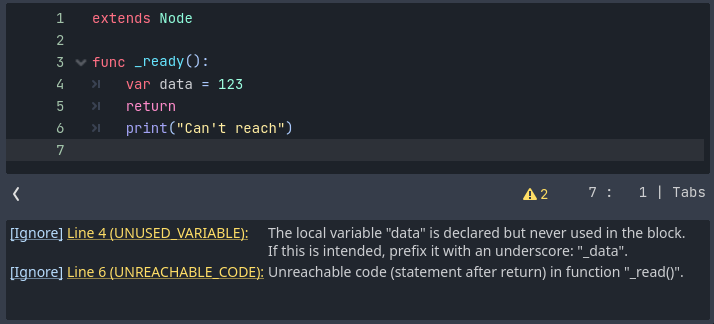 1 extends Node
2
3 func _ready():
4 var data = 123
5 return
6 print("Can't reach")
7
2 7 : 1 | Tabs
[Ignore] Line 4 (UNUSED_VARIABLE): The local variable "data" is declared but never used in the block.
If this is intended, prefix it with an underscore: "_data".
[Ignore] Line 6 (UNREACHABLE_CODE): Unreachable code (statement after return) in function "_read()".